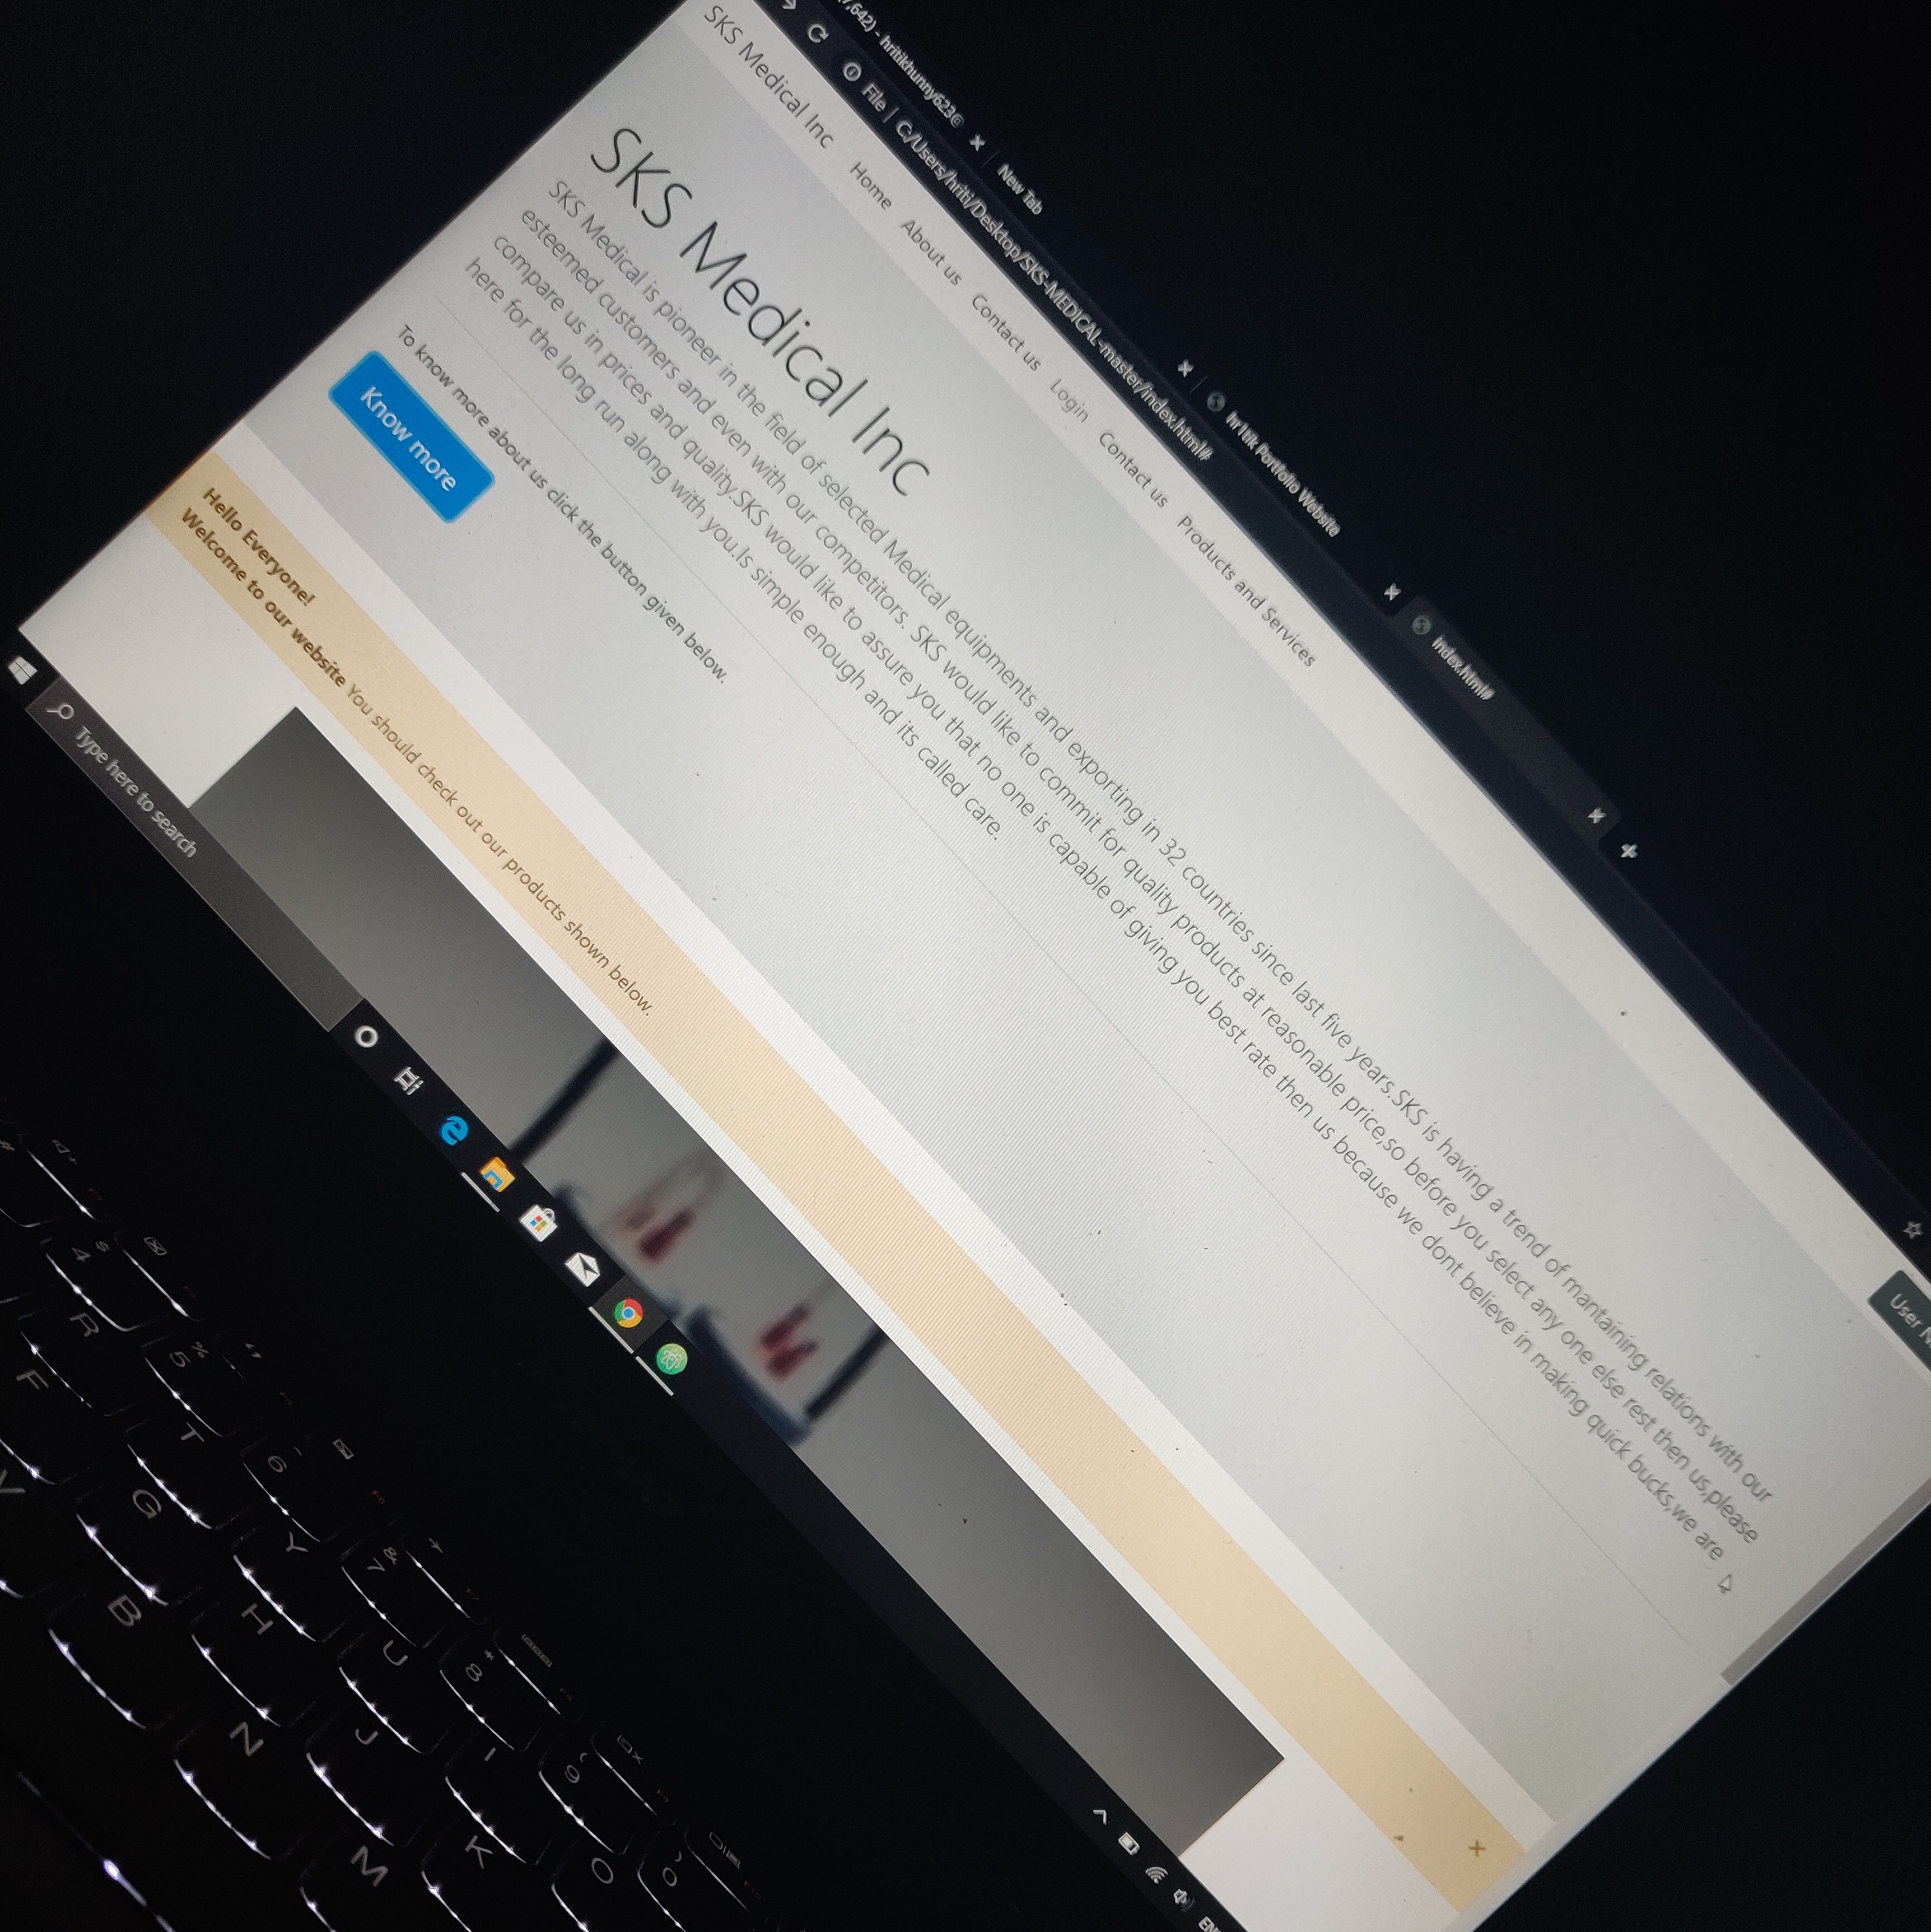 7,642) - hritikhunny623@
New Tab
hr1tik Portfolio Website
index.html#
File | C:/Users/hriti/Desktop/SKS-MEDICAL-master/index.html#
SKS Medical Inc Home About us Contact us Login Contact us Products and Services
User
SKS Medical Inc
SKS Medical is pioneer in the field of selected Medical equipments and exporting in 32 countries since last five years.SKS is having a trend of mantaining relations with our
esteemed customers and even with our competitors. SKS would like to commit for quality products at reasonable price,so before you select any one else rest then us,please
compare us in prices and quality.SKS would like to assure you that no one is capable of giving you best rate then us because we dont believe in making quick bucks,we are
here for the long run along with you.Is simple enough and its called care.
To know more about us click the button given below.
Know more
Hello Everyone!
Welcome to our website You should check out our products shown below.
Type here to search
4 $
5 %
6
7 &
8 *
9
0
R T Y U I O
F G H J K
V B N M